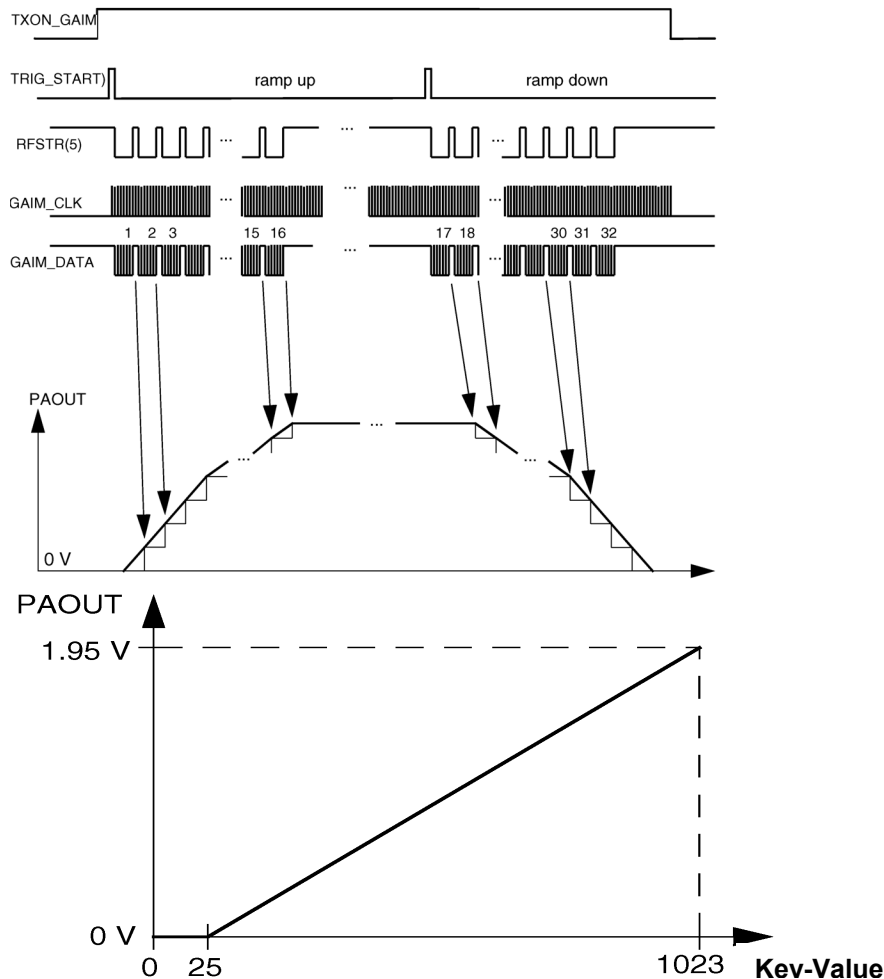 TXON_GAIM
TRIG_START)
ramp up
ramp down
RFSTR(5)
...
...
...
GAIM_CLK
...
...
...
1 2 3 15 16 17 18 30 31 32
GAIM_DATA
...
...
...
PAOUT
...
...
...
0 V
PAOUT
1.95 V
0 V
0 25 1023 Key-Value